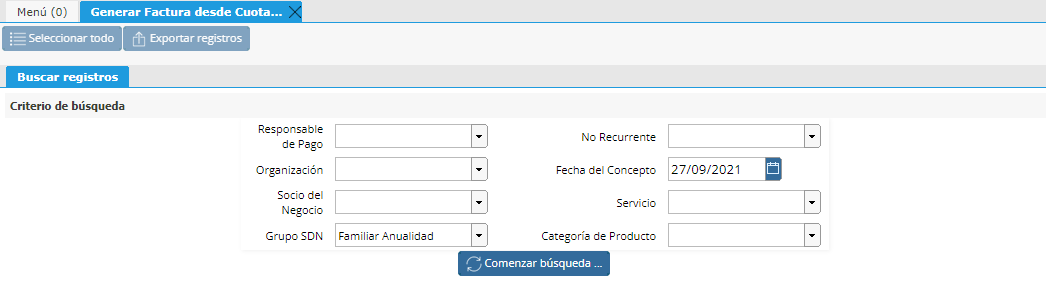 Menú (0)
Generar Factura desde Cuota...
Seleccionar todo
Exportar registros
Buscar registros
Criterio de búsqueda
Responsable
de Pago
No Recurrente
Organización
Fecha del Concepto
27/09/2021
Socio del
Negocio
Servicio
Grupo SDN
Familiar Anualidad
Categoría de Producto
Comenzar búsqueda ...